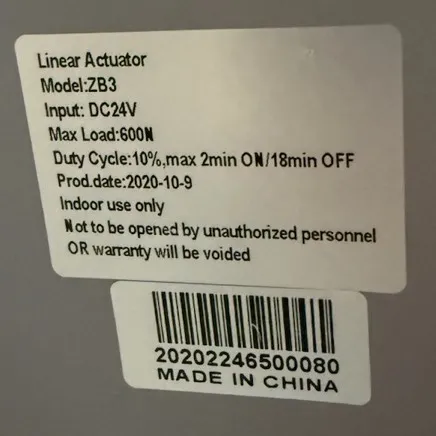 Linear Actuator
Model:ZB3
Input: DC24V
Max Load:600N
Duty Cycle:10%,max 2min ON/18min OFF
Prod.date:2020-10-9
Indoor use only
Not to be opened by unauthorized personnel
OR warranty will be voided
20202246500080
MADE IN CHINA